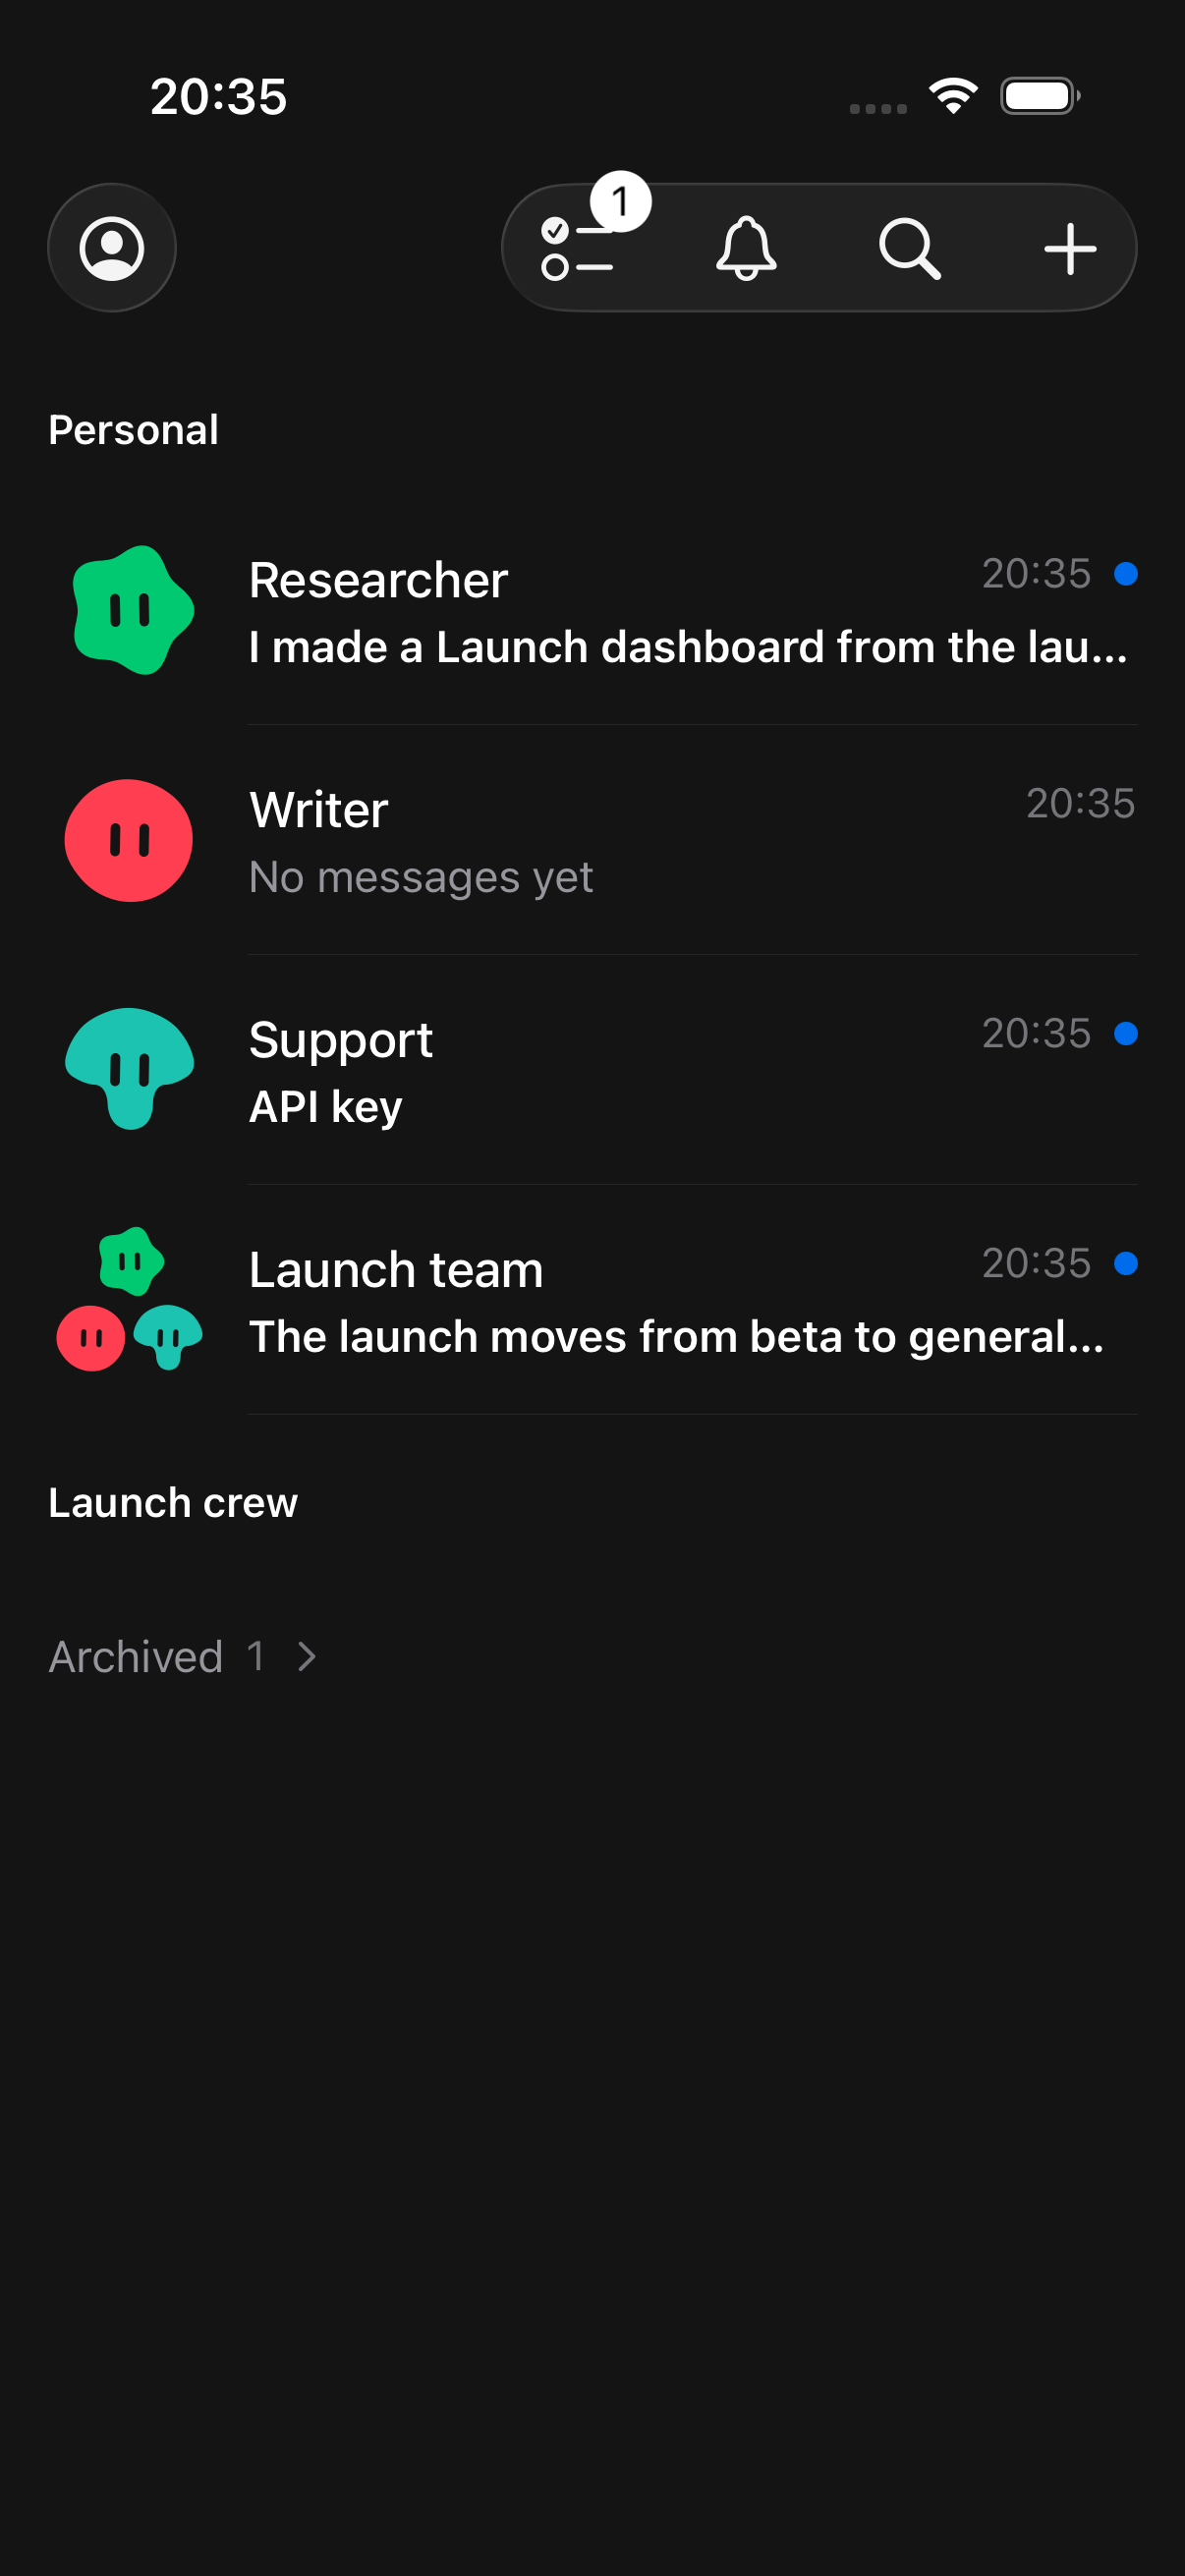 20:35
1
Personal
Researcher
20:35
I made a Launch dashboard from the lau...
Writer
20:35
No messages yet
Support
20:35
API key
Launch team
20:35
The launch moves from beta to general...
Launch crew
Archived 1